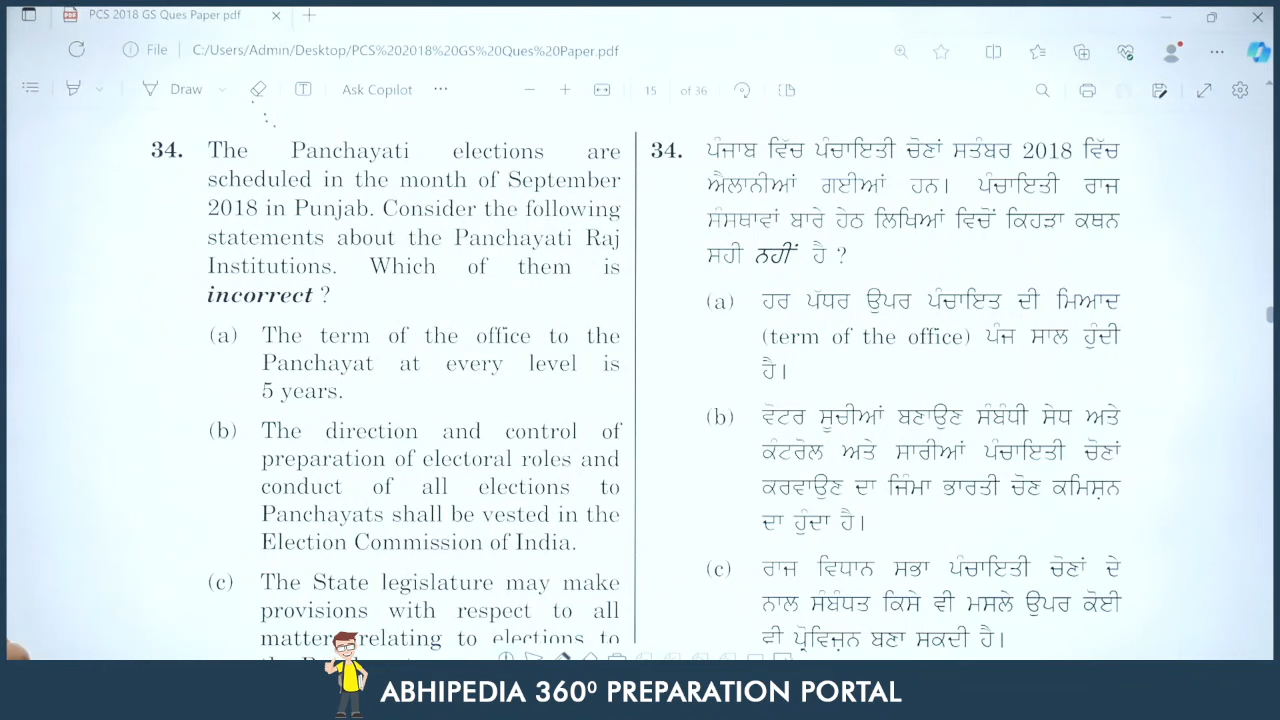 PCS 2018 GS Ques Paper.pdf
File C:/Users/Admin/Desktop/PCS%202018%20GS%20Ques%20Paper.pdf
Draw Ask Copilot 15 of 36
34. The Panchayati elections are
scheduled in the month of September
2018 in Punjab. Consider the following
statements about the Panchayati Raj
Institutions. Which of them is
incorrect ?
(a) The term of the office to the
Panchayat at every level is
5 years.
(b) The direction and control of
preparation of electoral roles and
conduct of all elections to
Panchayats shall be vested in the
Election Commission of India.
(c) The State legislature may make
provisions with respect to all
matters relating to elections to
34. ਪੰਜਾਬ ਵਿੱਚ ਪੰਚਾਇਤੀ ਚੋਣਾਂ ਸਤੰਬਰ 2018 ਵਿੱਚ
ਐਲਾਨੀਆਂ ਗਈਆਂ ਹਨ। ਪੰਚਾਇਤੀ ਰਾਜ
ਸੰਸਥਾਵਾਂ ਬਾਰੇ ਹੇਠ ਲਿਖਿਆਂ ਵਿਚੋਂ ਕਿਹੜਾ ਕਥਨ
ਸਹੀ ਨਹੀਂ ਹੈ ?
(a) ਹਰ ਪੱਧਰ ਉਪਰ ਪੰਚਾਇਤ ਦੀ ਮਿਆਦ
(term of the office) ਪੰਜ ਸਾਲ ਹੁੰਦੀ
ਹੈ।
(b) ਵੋਟਰ ਸੂਚੀਆਂ ਬਣਾਉਣ ਸੰਬੰਧੀ ਸੇਧ ਅਤੇ
ਕੰਟਰੋਲ ਅਤੇ ਸਾਰੀਆਂ ਪੰਚਾਇਤੀ ਚੋਣਾਂ
ਕਰਵਾਉਣ ਦਾ ਜਿੰਮਾ ਭਾਰਤੀ ਚੋਣ ਕਮਿਸ਼ਨ
ਦਾ ਹੁੰਦਾ ਹੈ।
(c) ਰਾਜ ਵਿਧਾਨ ਸਭਾ ਪੰਚਾਇਤੀ ਚੋਣਾਂ ਦੇ
ਨਾਲ ਸੰਬੰਧਤ ਕਿਸੇ ਵੀ ਮਸਲੇ ਉਪਰ ਕੋਈ
ਵੀ ਪ੍ਰੋਵਿਜ਼ਨ ਬਣਾ ਸਕਦੀ ਹੈ।
ABHIPEDIA 360⁰ PREPARATION PORTAL